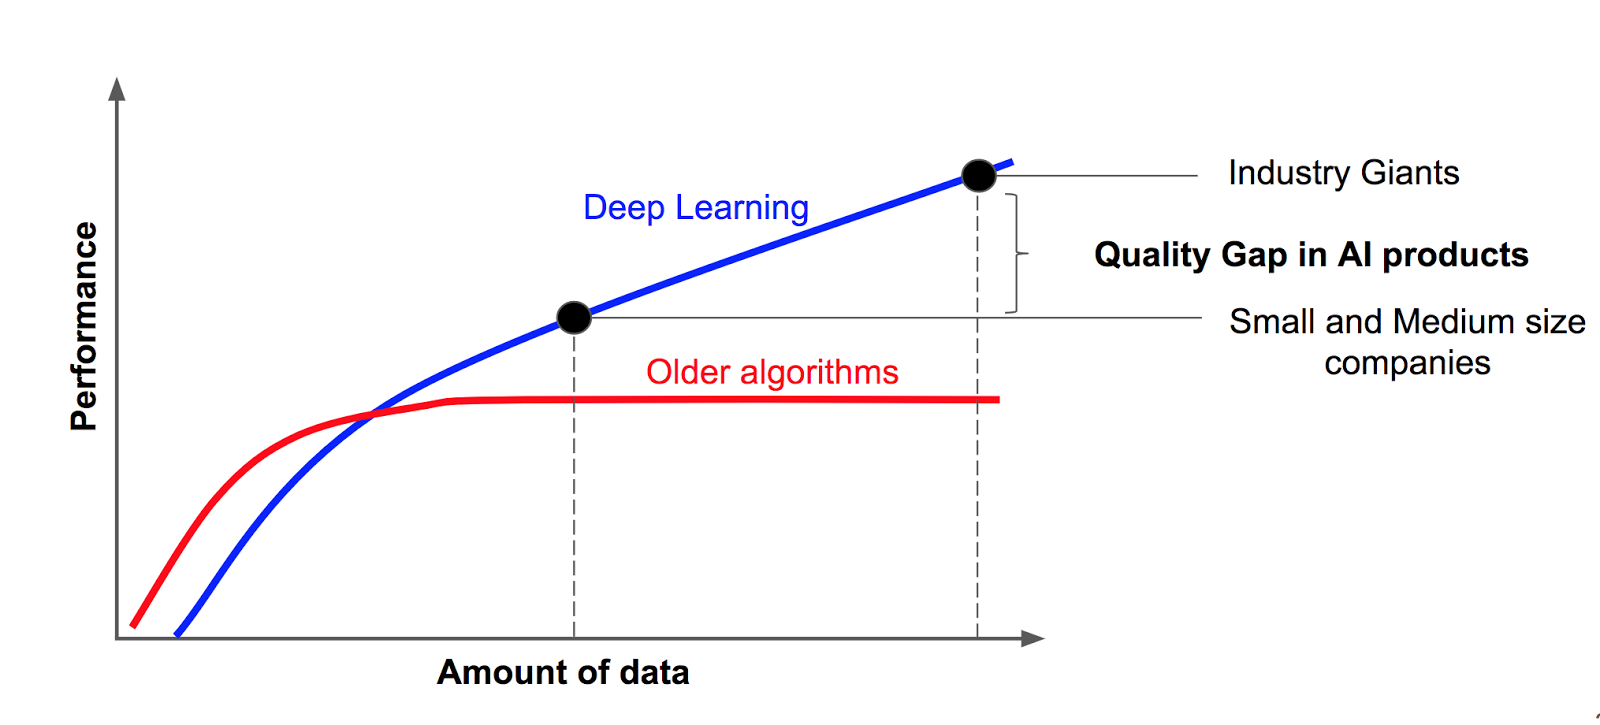 Industry Giants
Deep Learning
Quality Gap in AI products
Small and Medium size
companies
Older algorithms
Performance
Amount of data